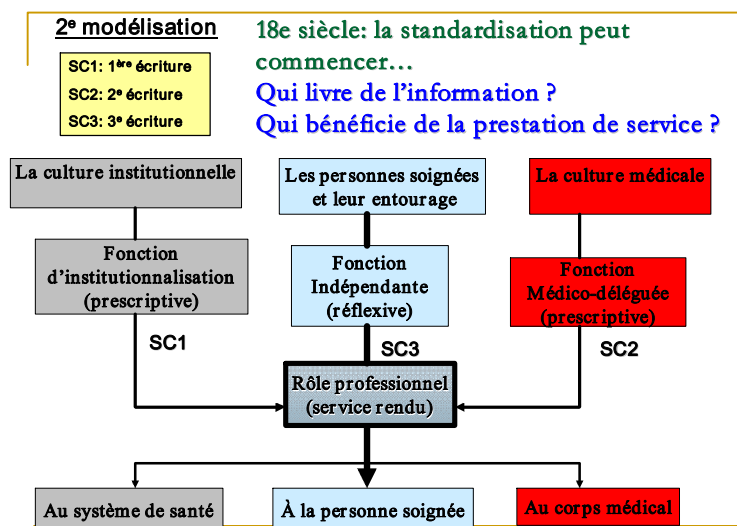 2e modélisation
SC1: 1ère écriture
SC2: 2e écriture
SC3: 3e écriture
18e siècle: la standardisation peut
commencer…
Qui livre de l'information ?
Qui bénéficie de la prestation de service ?
La culture institutionnelle
Les personnes soignées
et leur entourage
La culture médicale
Fonction
d'institutionnalisation
(prescriptive)
Fonction
Indépendante
(réflexive)
Fonction
Médico-déléguée
(prescriptive)
SC1
SC3
SC2
Rôle professionnel
(service rendu)
Au système de santé
À la personne soignée
Au corps médical